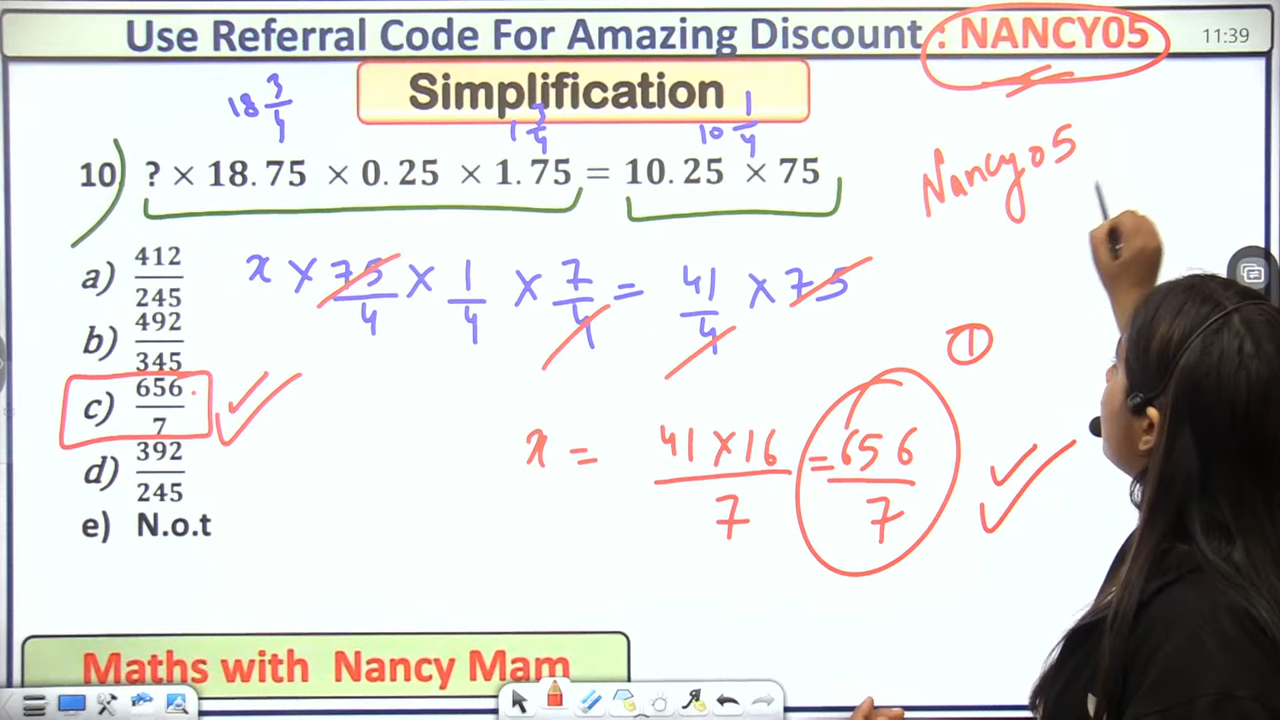 Use Referral Code For Amazing Discount : NANCY05
11:39
Simplification
18 3/4
1 3/4
10 1/4
10) ? × 18.75 × 0.25 × 1.75 = 10.25 × 75
Nancy05
a) 412/245
b) 492/345
c) 656/7
d) 392/245
e) N.o.t
x × 75/4 × 1/4 × 7/4 = 41/4 × 75
1
x = 41×16/7 = 656/7
Maths with Nancy Mam